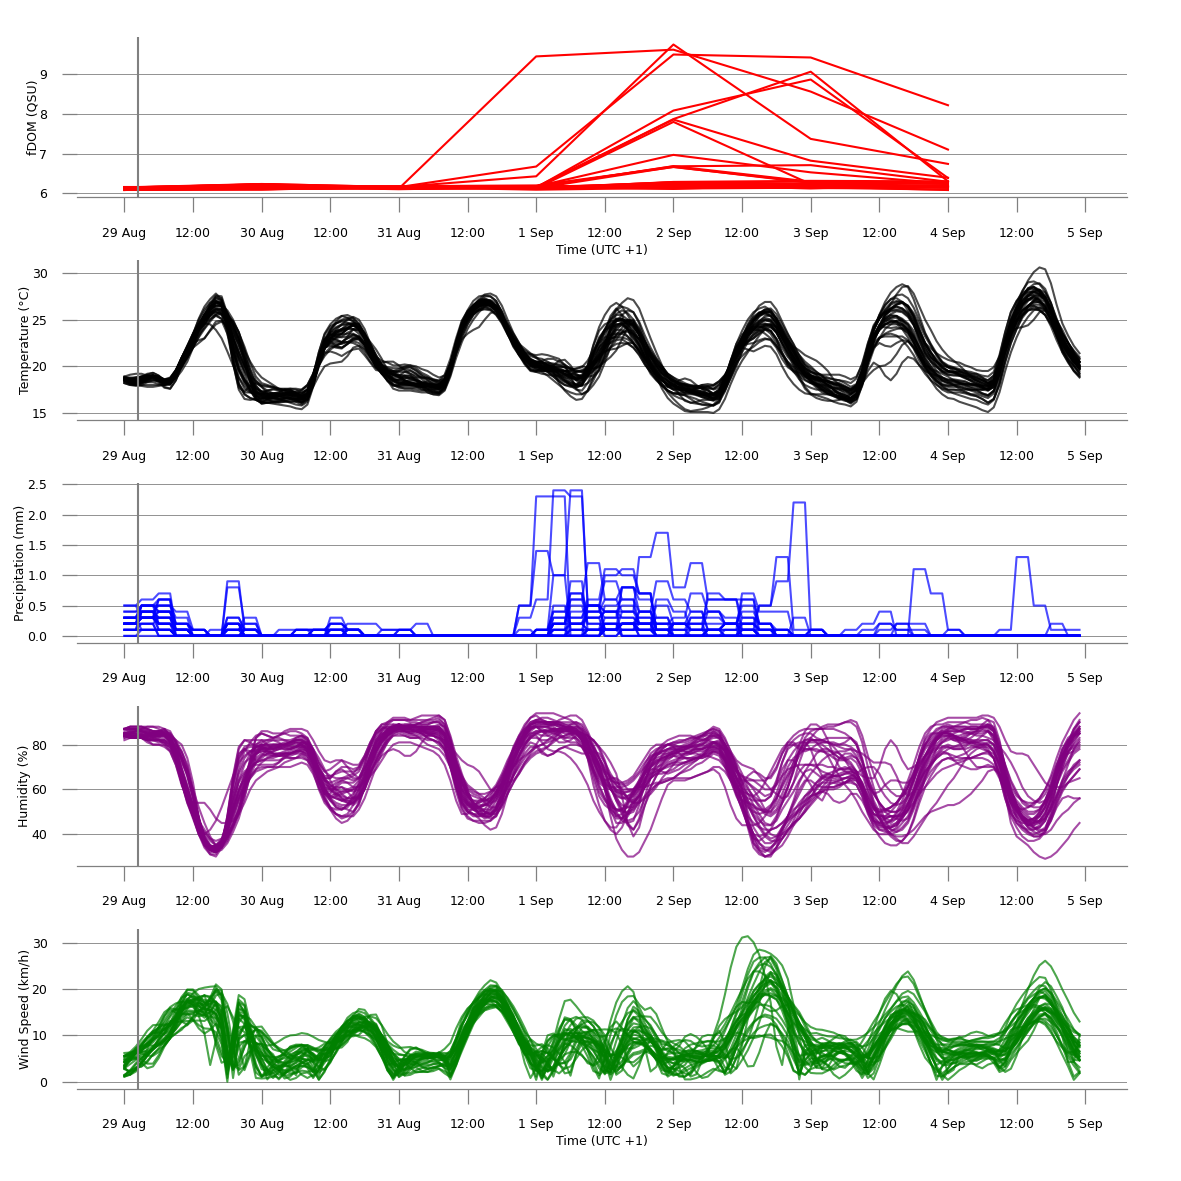 fDOM (QSU)
9
8
7
6
29 Aug 12:00 30 Aug 12:00 31 Aug 12:00 1 Sep 12:00 2 Sep 12:00 3 Sep 12:00 4 Sep 12:00 5 Sep
Time (UTC +1)
Temperature (°C)
30
25
20
15
29 Aug 12:00 30 Aug 12:00 31 Aug 12:00 1 Sep 12:00 2 Sep 12:00 3 Sep 12:00 4 Sep 12:00 5 Sep
Precipitation (mm)
2.5
2.0
1.5
1.0
0.5
0.0
29 Aug 12:00 30 Aug 12:00 31 Aug 12:00 1 Sep 12:00 2 Sep 12:00 3 Sep 12:00 4 Sep 12:00 5 Sep
Humidity (%)
80
60
40
29 Aug 12:00 30 Aug 12:00 31 Aug 12:00 1 Sep 12:00 2 Sep 12:00 3 Sep 12:00 4 Sep 12:00 5 Sep
Wind Speed (km/h)
30
20
10
0
29 Aug 12:00 30 Aug 12:00 31 Aug 12:00 1 Sep 12:00 2 Sep 12:00 3 Sep 12:00 4 Sep 12:00 5 Sep
Time (UTC +1)